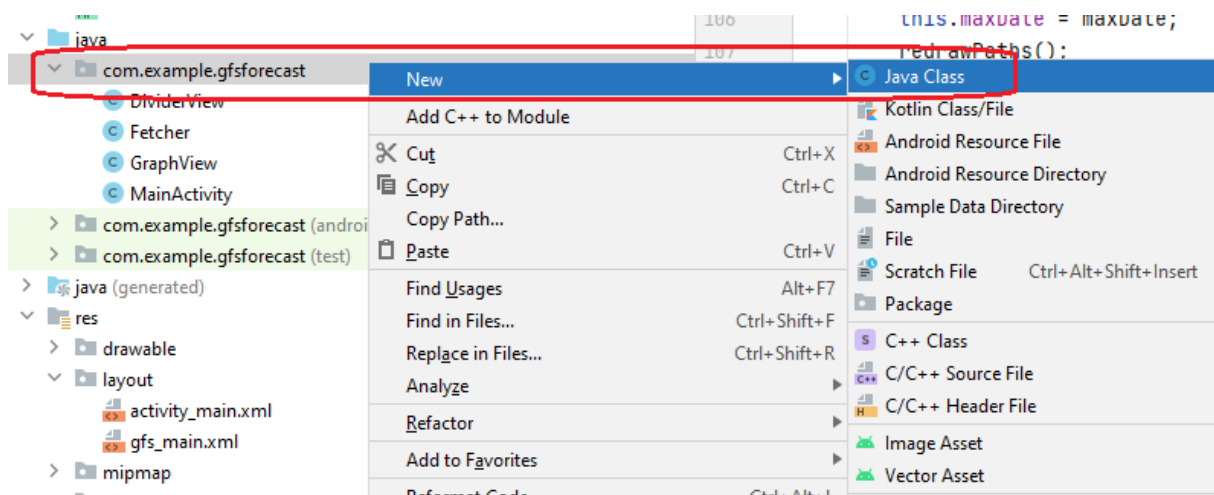 java
com.example.gfsforecast
DividerView
Fetcher
GraphView
MainActivity
com.example.gfsforecast (androi
com.example.gfsforecast (test)
java (generated)
res
drawable
layout
activity_main.xml
gfs_main.xml
mipmap
106 this.maxDate = maxDate;
107 redrawPaths();
New
Add C++ to Module
Cut Ctrl+X
Copy Ctrl+C
Copy Path...
Paste Ctrl+V
Find Usages Alt+F7
Find in Files... Ctrl+Shift+F
Replace in Files... Ctrl+Shift+R
Analyze
Refactor
Add to Favorites
Reformat Code Ctrl+Alt+L
Java Class
Kotlin Class/File
Android Resource File
Android Resource Directory
Sample Data Directory
File
Scratch File Ctrl+Alt+Shift+Insert
Package
S C++ Class
C++ C/C++ Source File
H C/C++ Header File
Image Asset
Vector Asset